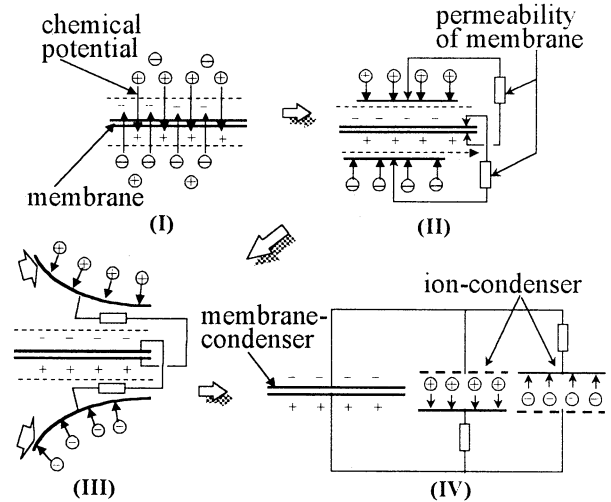 chemical
potential
membrane
(I)
permeability
of membrane
(II)
(III)
membrane-
condenser
ion-condenser
(IV)